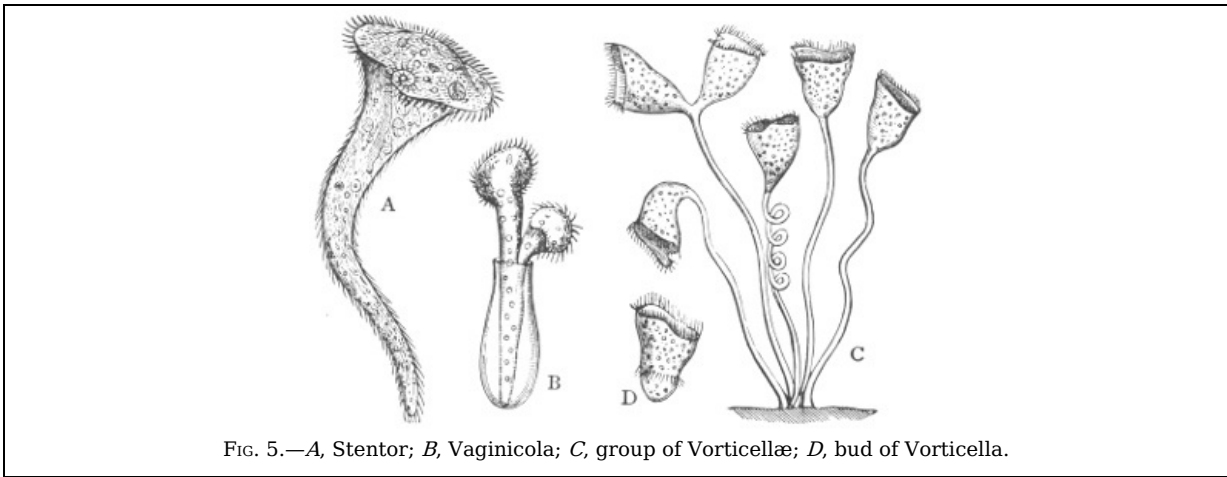 A
B
C
D
FIG. 5.—A, Stentor; B, Vaginicola; C, group of Vorticellæ; D, bud of Vorticella.